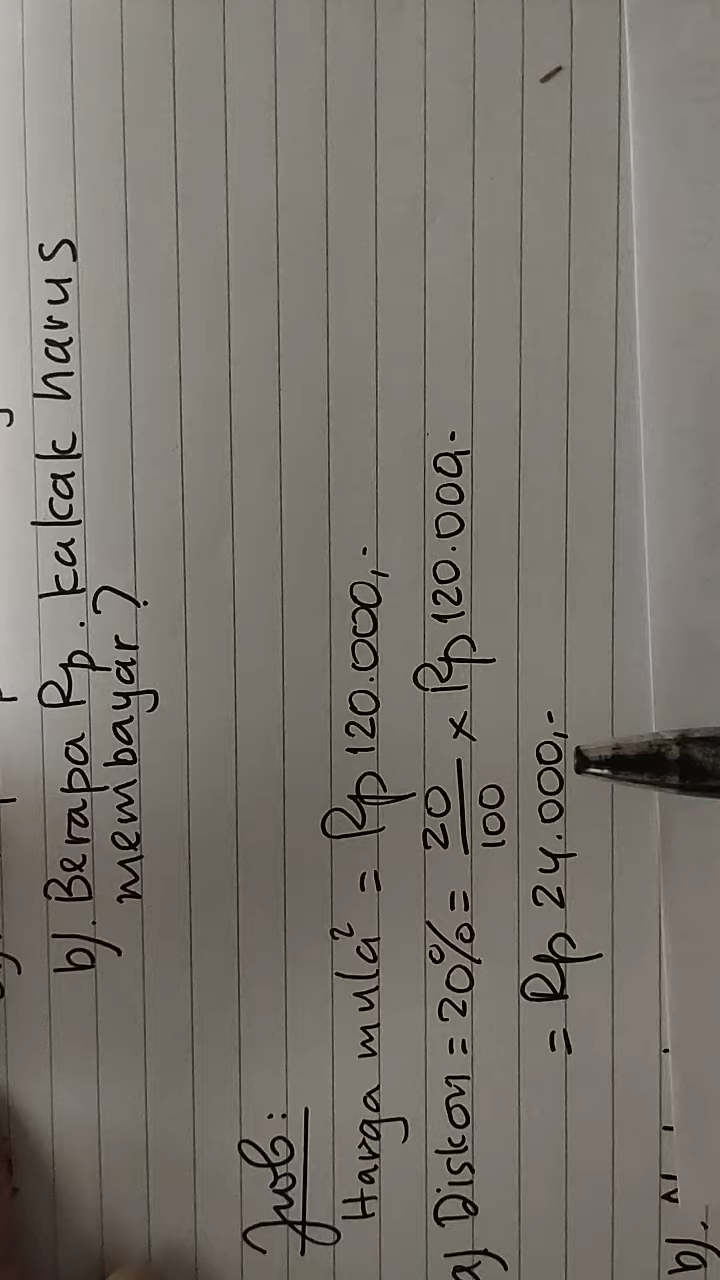 b). Berapa Rp. kakak harus
membayar?
Jwb:
Harga mula² = Rp 120.000,-
a) Diskon = 20% = 20/100 x Rp 120.000.-
= Rp 24.000,-
b).